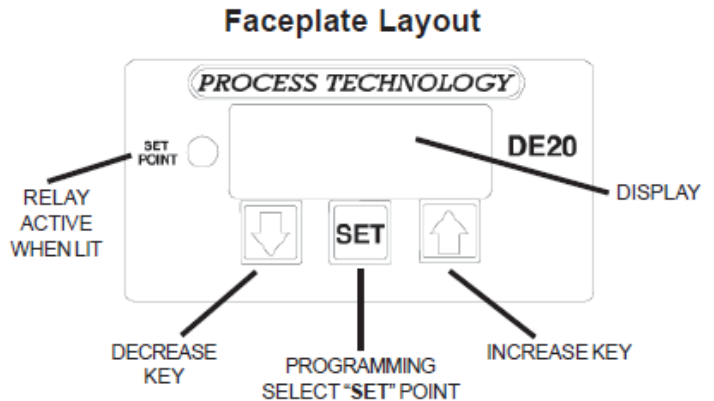 Faceplate Layout
PROCESS TECHNOLOGY
SET
POINT
DE20
RELAY
ACTIVE
WHEN LIT
DISPLAY
SET
DECREASE
KEY
PROGRAMMING
SELECT “SET” POINT
INCREASE KEY